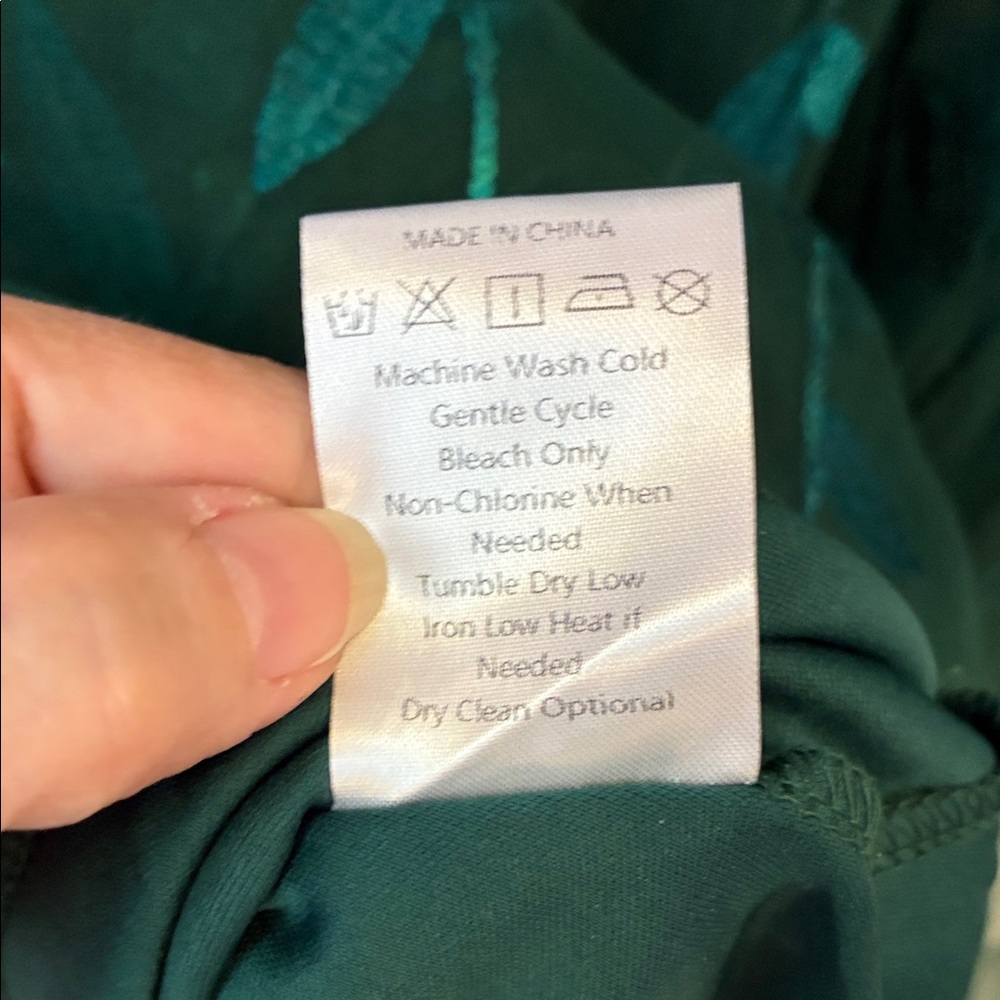 MADE IN CHINA
Machine Wash Cold
Gentle Cycle
Bleach Only
Non-Chlorine When
Needed
Tumble Dry Low
Iron Low Heat if
Needed
Dry Clean Optional